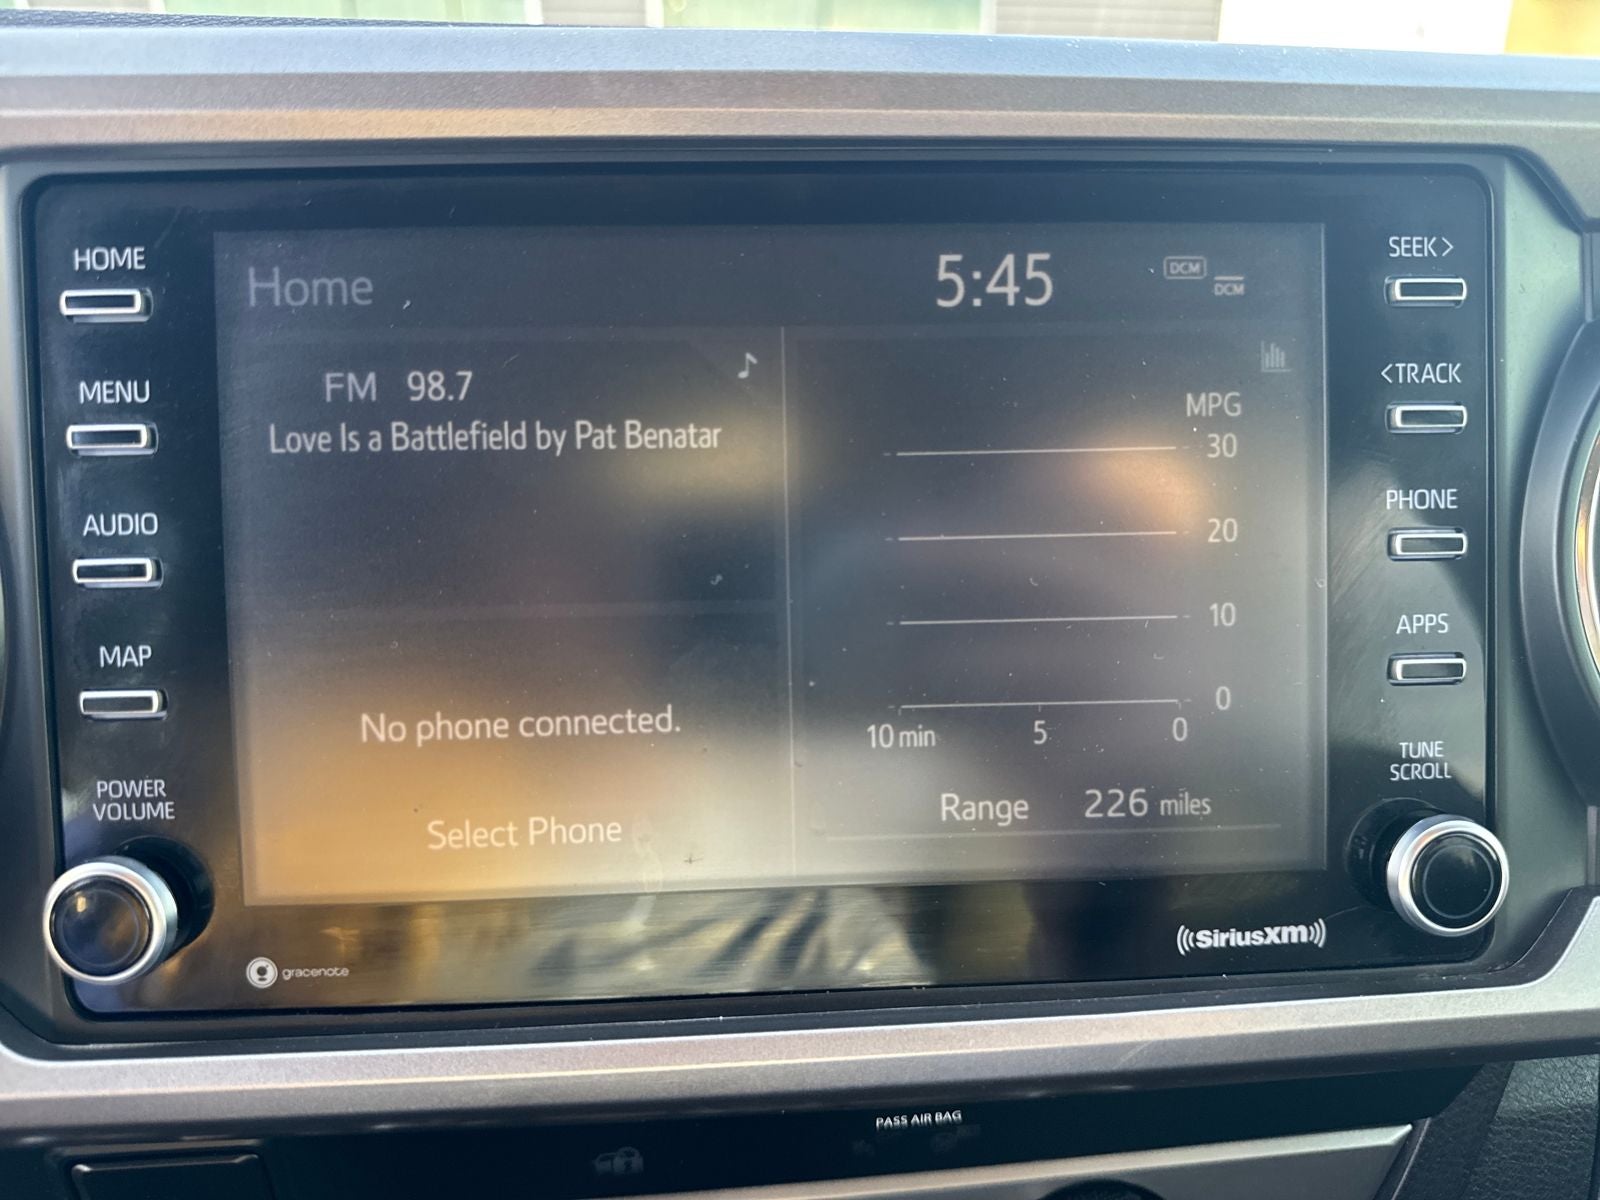 HOME
MENU
AUDIO
MAP
POWER
VOLUME
Home
5:45
DCM
DCM
FM 98.7
Love Is a Battlefield by Pat Benatar
No phone connected.
Select Phone
MPG
30
20
10
0
10 min 5 0
Range 226 miles
SEEK>
<TRACK
PHONE
APPS
TUNE
SCROLL
gracenote
((SiriusXM))
PASS AIR BAG